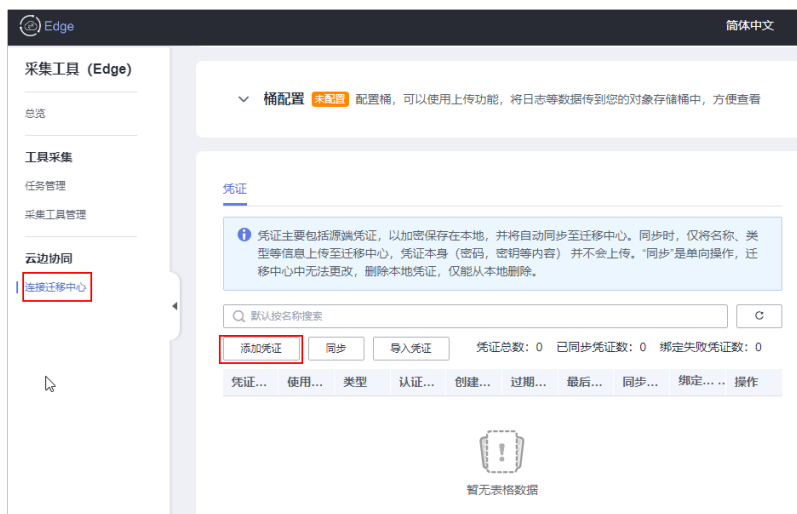 Edge
简体中文
采集工具（Edge）
总览
工具采集
任务管理
采集工具管理
云边协同
连接迁移中心
桶配置 未配置 配置桶，可以使用上传功能，将日志等数据传到您的对象存储桶中，方便查看
凭证
凭证主要包括源端凭证，以加密保存在本地，并将自动同步至迁移中心。同步时，仅将名称、类
型等信息上传至迁移中心，凭证本身（密码，密钥等内容） 并不会上传。“同步”是单向操作，迁
移中心中无法更改，删除本地凭证，仅能从本地删除。
默认按名称搜索
添加凭证 同步 导入凭证 凭证总数：0 已同步凭证数：0 绑定失败凭证数：0
凭证... 使用... 类型 认证... 创建... 过期... 最后... 同步... 绑定... .. 操作
暂无表格数据